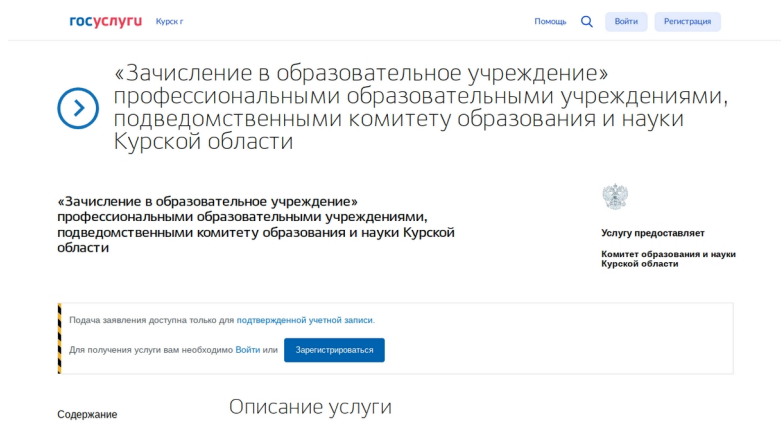 госуслуги Курск г Помощь Войти Регистрация
«Зачисление в образовательное учреждение»
профессиональными образовательными учреждениями,
подведомственными комитету образования и науки
Курской области
«Зачисление в образовательное учреждение»
профессиональными образовательными учреждениями,
подведомственными комитету образования и науки Курской
области
Услугу предоставляет
Комитет образования и науки
Курской области
Подача заявления доступна только для подтвержденной учетной записи.
Для получения услуги вам необходимо Войти или Зарегистрироваться
Содержание
Описание услуги